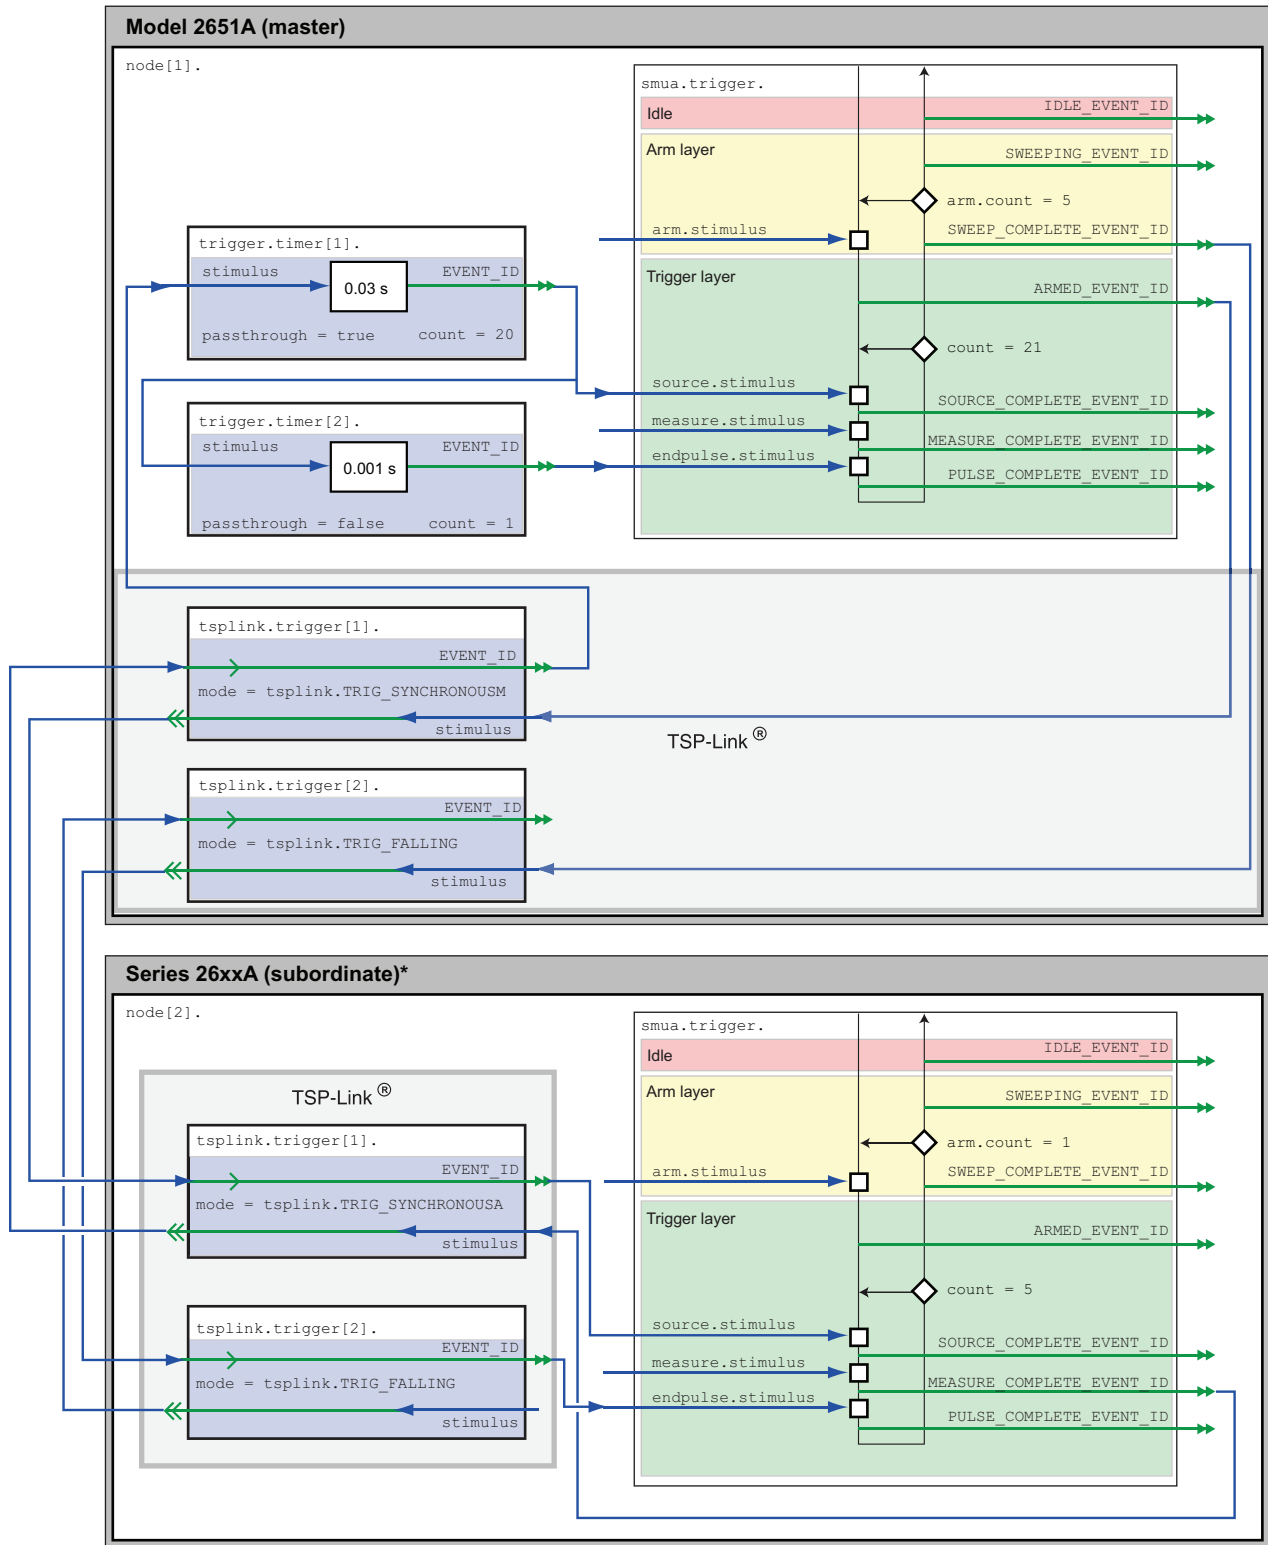 Model 2651A (master)
node[1].
smua.trigger.
Idle
IDLE_EVENT_ID
Arm layer
SWEEPING_EVENT_ID
arm.count = 5
arm.stimulus
SWEEP_COMPLETE_EVENT_ID
Trigger layer
ARMED_EVENT_ID
count = 21
source.stimulus
SOURCE_COMPLETE_EVENT_ID
measure.stimulus
MEASURE_COMPLETE_EVENT_ID
endpulse.stimulus
PULSE_COMPLETE_EVENT_ID
trigger.timer[1].
stimulus
EVENT_ID
0.03 s
passthrough = true
count = 20
trigger.timer[2].
stimulus
EVENT_ID
0.001 s
passthrough = false
count = 1
tsplink.trigger[1].
EVENT_ID
mode = tsplink.TRIG_SYNCHRONOUSM
stimulus
TSP-Link ®
tsplink.trigger[2].
EVENT_ID
mode = tsplink.TRIG_FALLING
stimulus
Series 26xxA (subordinate)*
node[2].
smua.trigger.
Idle
IDLE_EVENT_ID
Arm layer
SWEEPING_EVENT_ID
arm.count = 1
arm.stimulus
SWEEP_COMPLETE_EVENT_ID
Trigger layer
ARMED_EVENT_ID
count = 5
source.stimulus
SOURCE_COMPLETE_EVENT_ID
measure.stimulus
MEASURE_COMPLETE_EVENT_ID
endpulse.stimulus
PULSE_COMPLETE_EVENT_ID
TSP-Link ®
tsplink.trigger[1].
EVENT_ID
mode = tsplink.TRIG_SYNCHRONOUSA
stimulus
tsplink.trigger[2].
EVENT_ID
mode = tsplink.TRIG_FALLING
stimulus